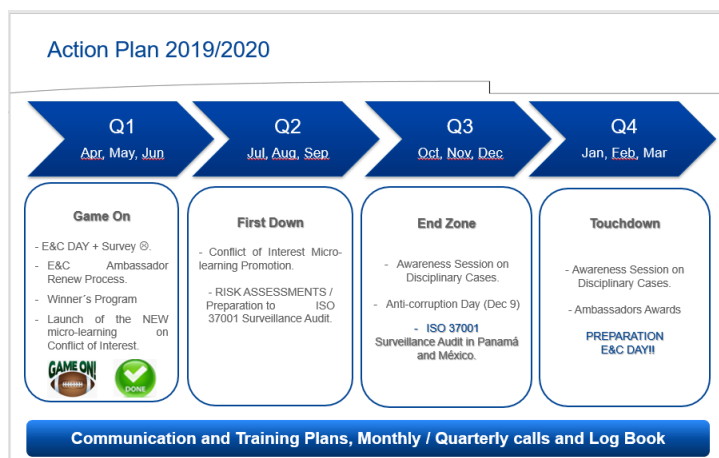 Action Plan 2019/2020
Q1
Apr, May, Jun
Q2
Jul, Aug, Sep
Q3
Oct, Nov, Dec
Q4
Jan, Feb, Mar
Game On
- E&C DAY + Survey ☹.
- E&C Ambassador
Renew Process.
- Winner´s Program
- Launch of the NEW
micro-learning on
Conflict of Interest.
GAME ON!
DONE
First Down
- Conflict of Interest Micro-
learning Promotion.
- RISK ASSESSMENTS /
Preparation to ISO
37001 Surveillance Audit.
End Zone
- Awareness Session on
Disciplinary Cases.
- Anti-corruption Day (Dec 9)
- ISO 37001
Surveillance Audit in Panamá
and México.
Touchdown
- Awareness Session on
Disciplinary Cases.
- Ambassadors Awards
PREPARATION
E&C DAY!!
Communication and Training Plans, Monthly / Quarterly calls and Log Book